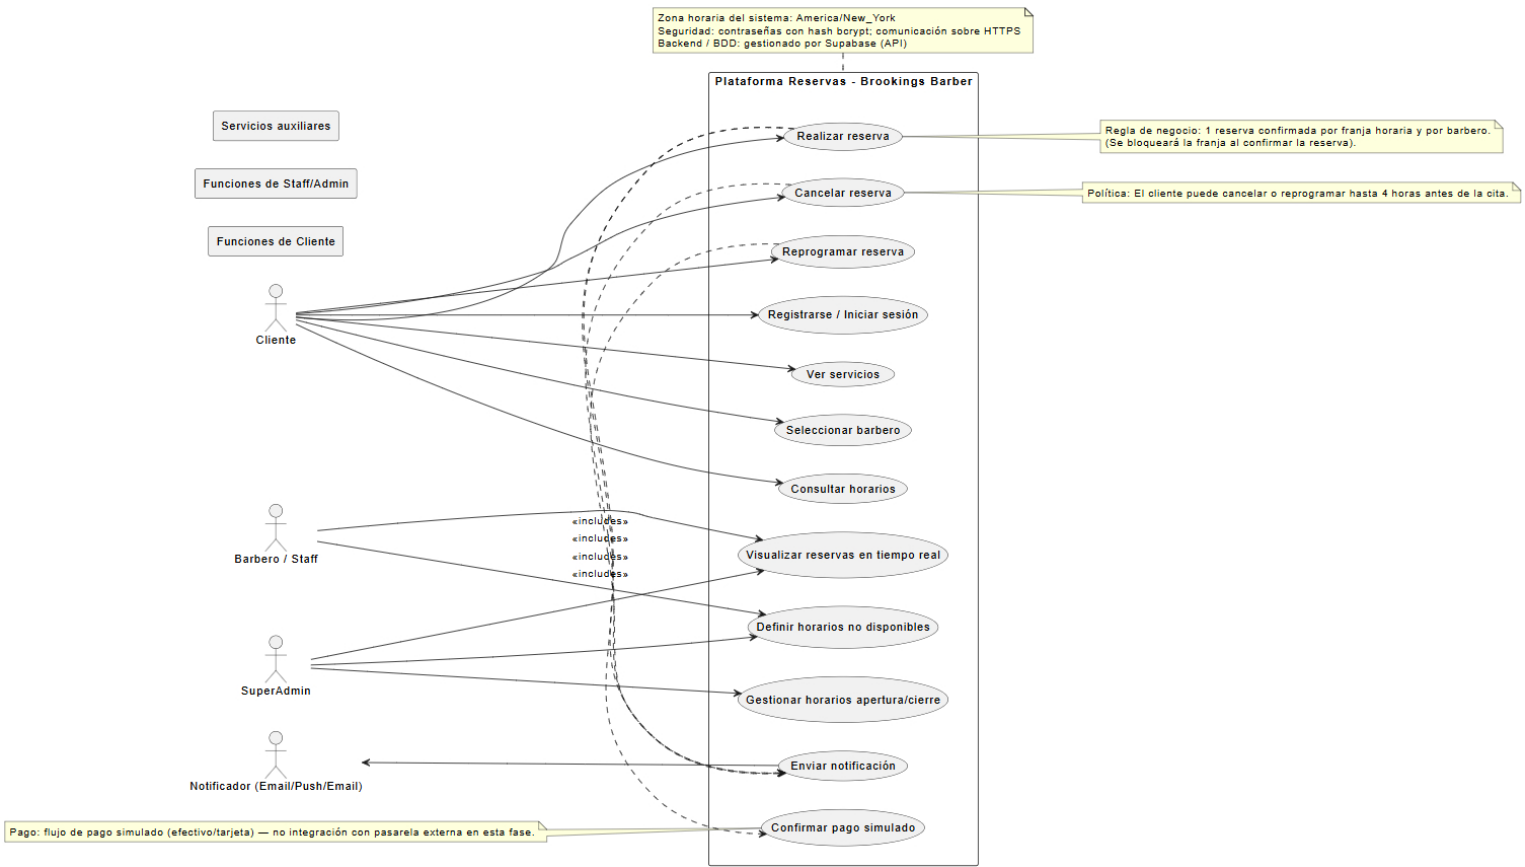 Zona horaria del sistema: America/New_York
Seguridad: contraseñas con hash bcrypt; comunicación sobre HTTPS
Backend / BDD: gestionado por Supabase (API)
Plataforma Reservas - Brookings Barber
Servicios auxiliares
Funciones de Staff/Admin
Funciones de Cliente
Cliente
Barbero / Staff
SuperAdmin
Notificador (Email/Push/Email)
Realizar reserva
Cancelar reserva
Reprogramar reserva
Registrarse / Iniciar sesión
Ver servicios
Seleccionar barbero
Consultar horarios
Visualizar reservas en tiempo real
Definir horarios no disponibles
Gestionar horarios apertura/cierre
Enviar notificación
Confirmar pago simulado
«includes»
«includes»
«includes»
«includes»
Regla de negocio: 1 reserva confirmada por franja horaria y por barbero.
(Se bloqueará la franja al confirmar la reserva).
Política: El cliente puede cancelar o reprogramar hasta 4 horas antes de la cita.
Pago: flujo de pago simulado (efectivo/tarjeta) — no integración con pasarela externa en esta fase.